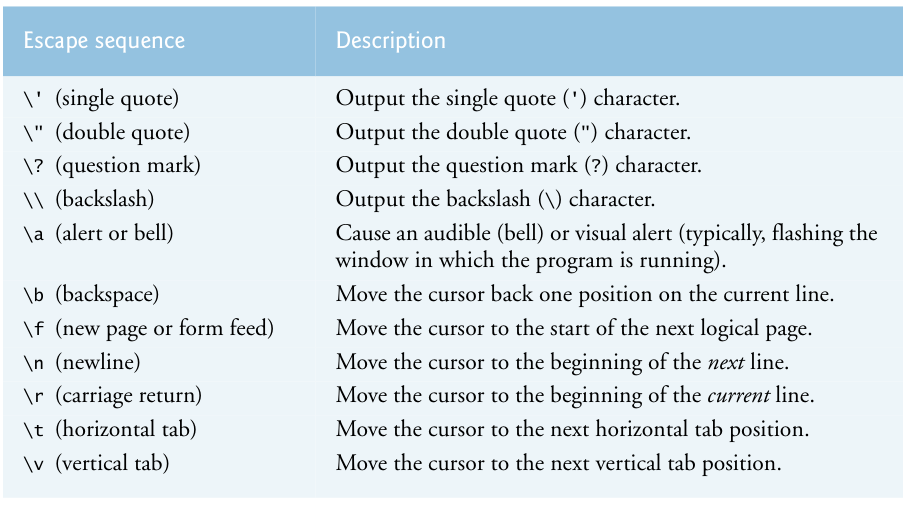 Escape sequence Description
\' (single quote) Output the single quote (') character.
\" (double quote) Output the double quote (") character.
\? (question mark) Output the question mark (?) character.
\\ (backslash) Output the backslash (\) character.
\a (alert or bell) Cause an audible (bell) or visual alert (typically, flashing the
window in which the program is running).
\b (backspace) Move the cursor back one position on the current line.
\f (new page or form feed) Move the cursor to the start of the next logical page.
\n (newline) Move the cursor to the beginning of the next line.
\r (carriage return) Move the cursor to the beginning of the current line.
\t (horizontal tab) Move the cursor to the next horizontal tab position.
\v (vertical tab) Move the cursor to the next vertical tab position.